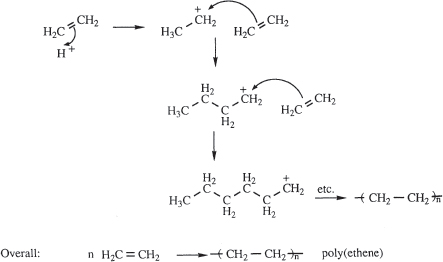 H₂C=CH₂ H₃C–CH₂⁺ H₂C=CH₂
H⁺
H₂ +
H₃C C CH₂ H₂C=CH₂
C
H₂
H₂ H₂ +
H₃C C C CH₂ etc. –(CH₂–CH₂)–n
C C
H₂ H₂
Overall: n H₂C=CH₂ –(CH₂–CH₂)–n poly(ethene)